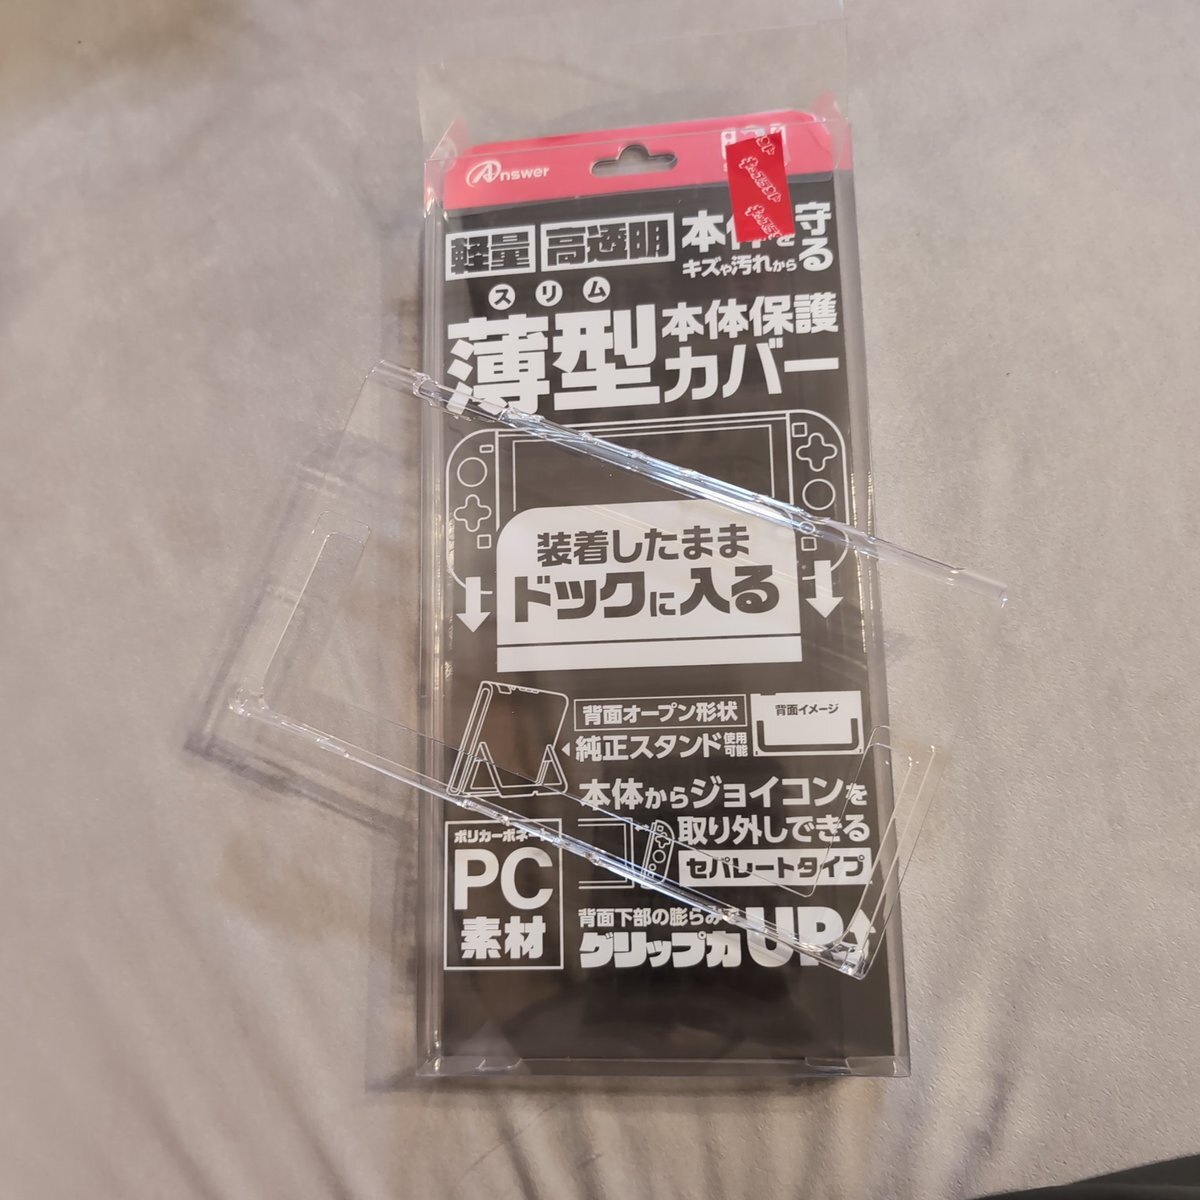 Answer
軽量 高透明
本体を守る
キズや汚れから
スリム
薄型 本体保護カバー
装着したまま
ドックに入る
背面オープン形状
純正スタンド使用可能
背面イメージ
本体からジョイコンを
取り外しできる
セパレートタイプ
ポリカーボネート
PC
素材
背面下部の膨らみで
グリップ力UP